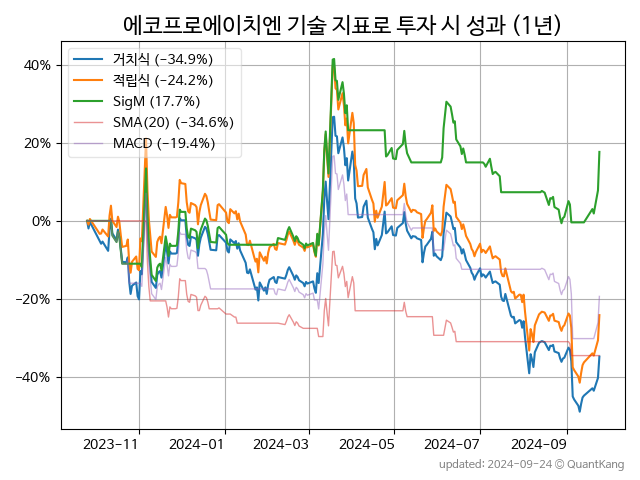 에코프로에이치엔 기술 지표로 투자 시 성과 (1년)
거치식 (−34.9%)
적립식 (−24.2%)
SigM (17.7%)
SMA(20) (−34.6%)
MACD (−19.4%)
40%
20%
0%
−20%
−40%
2023-11 2024-01 2024-03 2024-05 2024-07 2024-09
updated: 2024-09-24 © QuantKang